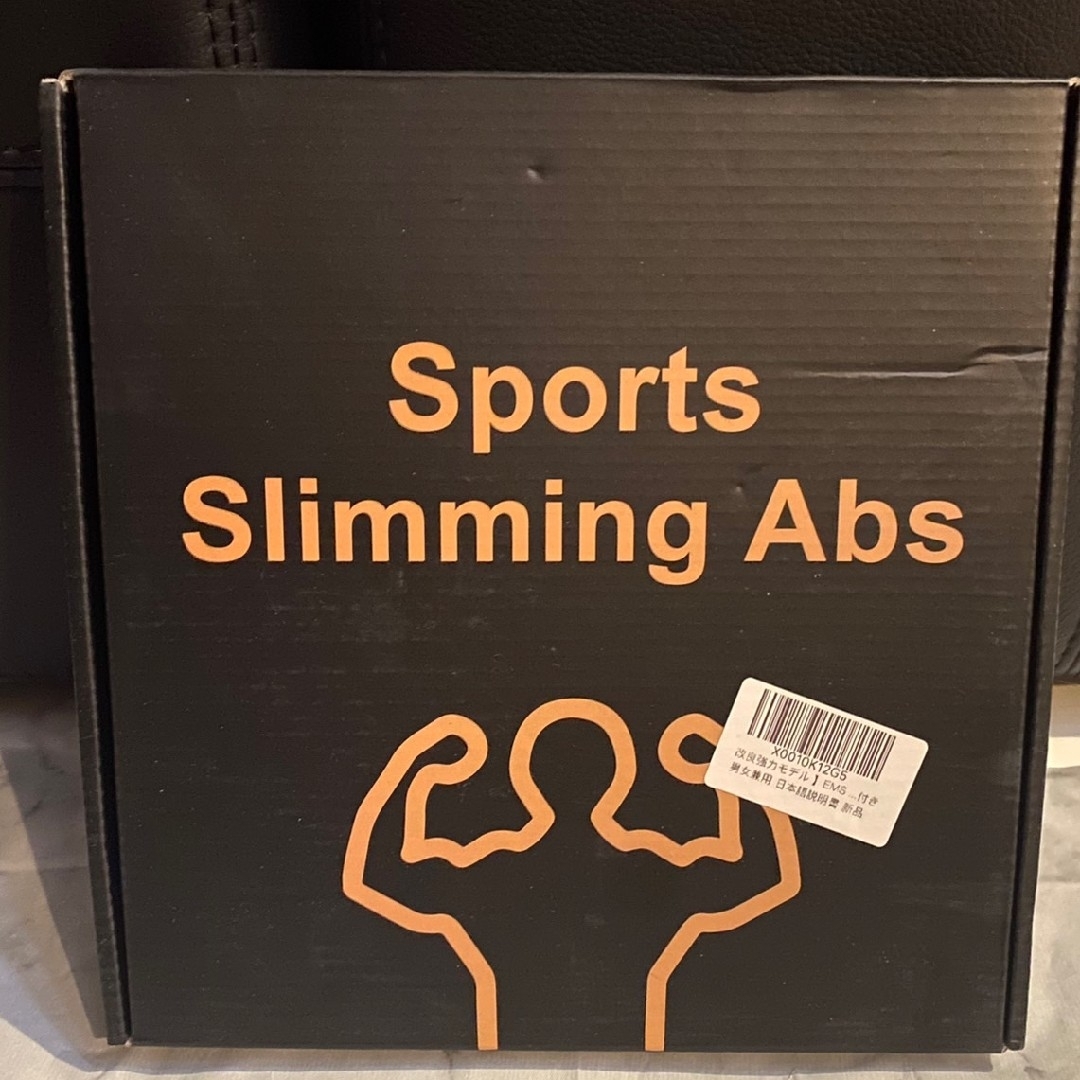 Sports
Slimming Abs
X0010K12G5
改良強力モデル】EMS ...付き
男女兼用 日本語説明書 新品